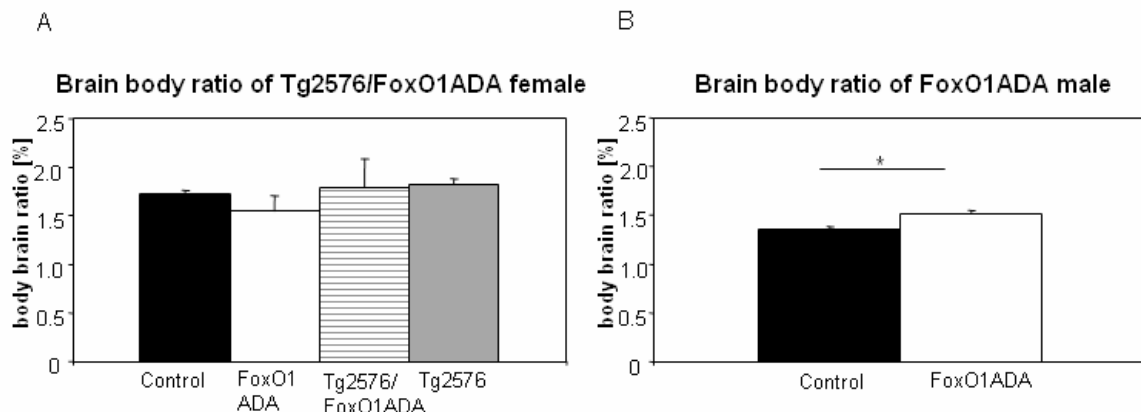 A
Brain body ratio of Tg2576/FoxO1ADA female
body brain ratio [%]
2.5
2.0
1.5
1.0
0.5
0
Control
FoxO1
ADA
Tg2576/
FoxO1ADA
Tg2576
B
Brain body ratio of FoxO1ADA male
body brain ratio [%]
2.5
2.0
1.5
1.0
0.5
0
*
Control
FoxO1ADA